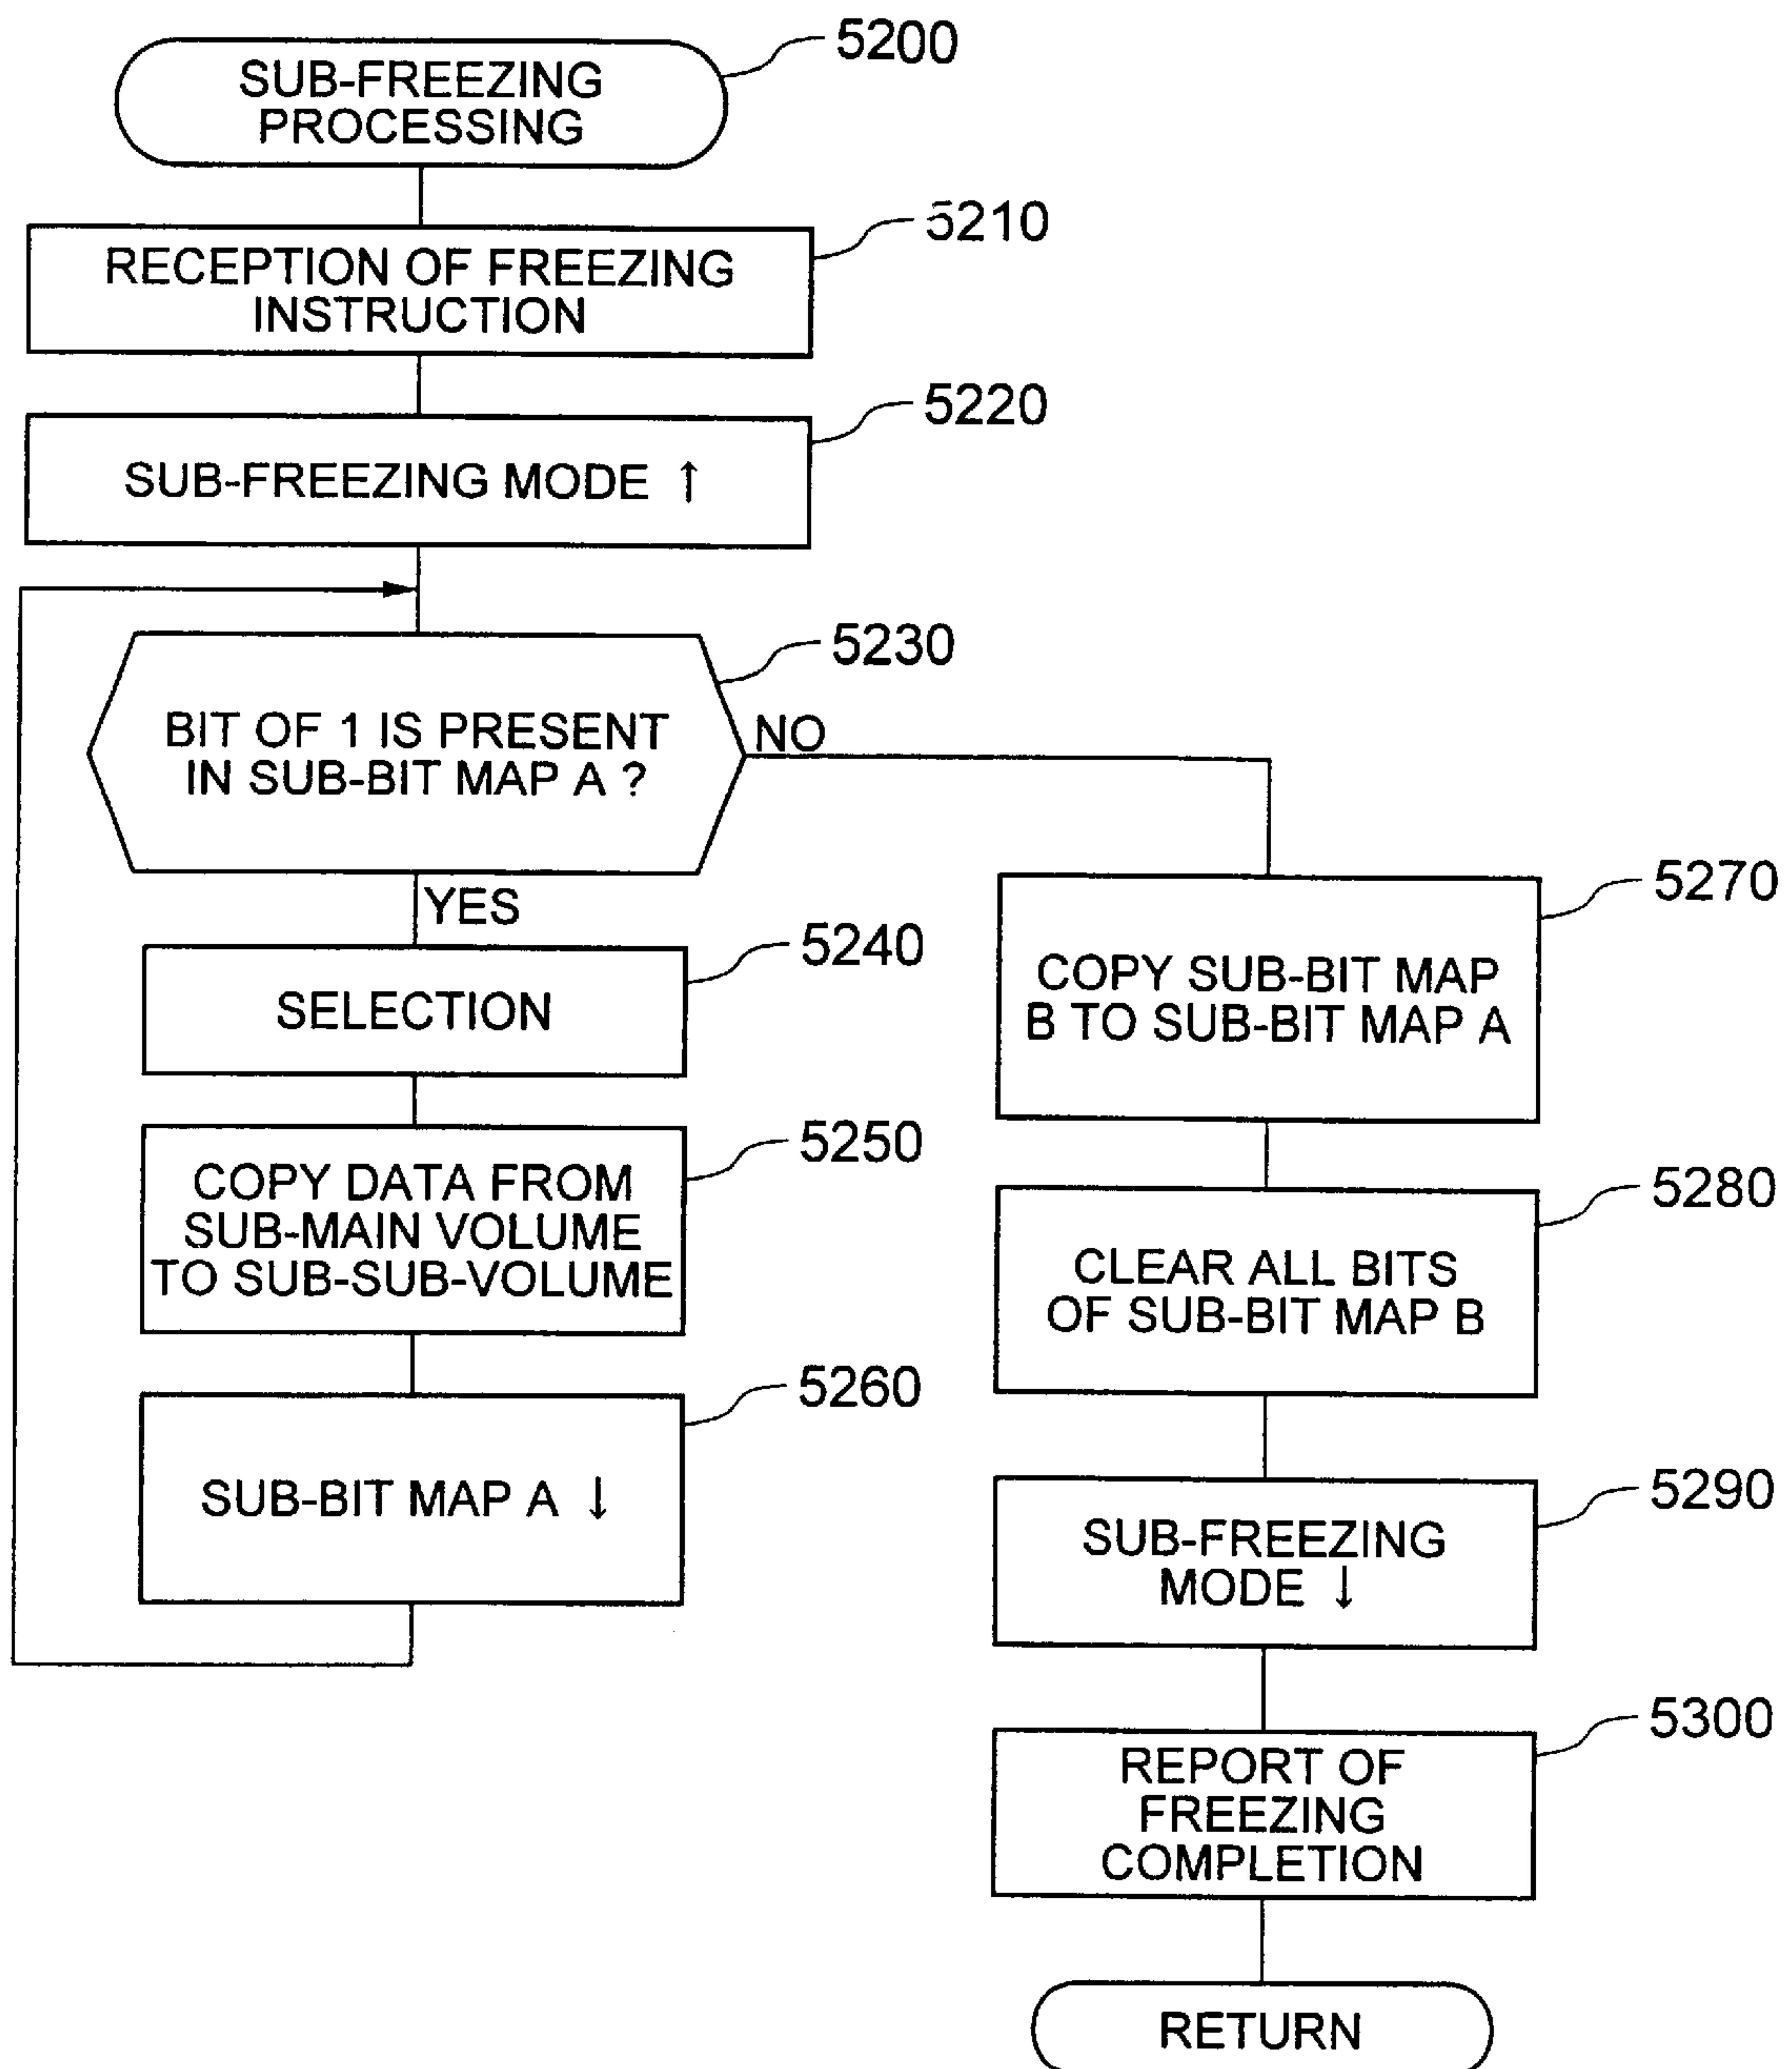 5200
SUB-FREEZING
PROCESSING
5210
RECEPTION OF FREEZING
INSTRUCTION
5220
SUB-FREEZING MODE ↑
5230
BIT OF 1 IS PRESENT
IN SUB-BIT MAP A ?
NO
YES
5240
SELECTION
5250
COPY DATA FROM
SUB-MAIN VOLUME
TO SUB-SUB-VOLUME
5260
SUB-BIT MAP A ↓
5270
COPY SUB-BIT MAP
B TO SUB-BIT MAP A
5280
CLEAR ALL BITS
OF SUB-BIT MAP B
5290
SUB-FREEZING
MODE ↓
5300
REPORT OF
FREEZING
COMPLETION
RETURN